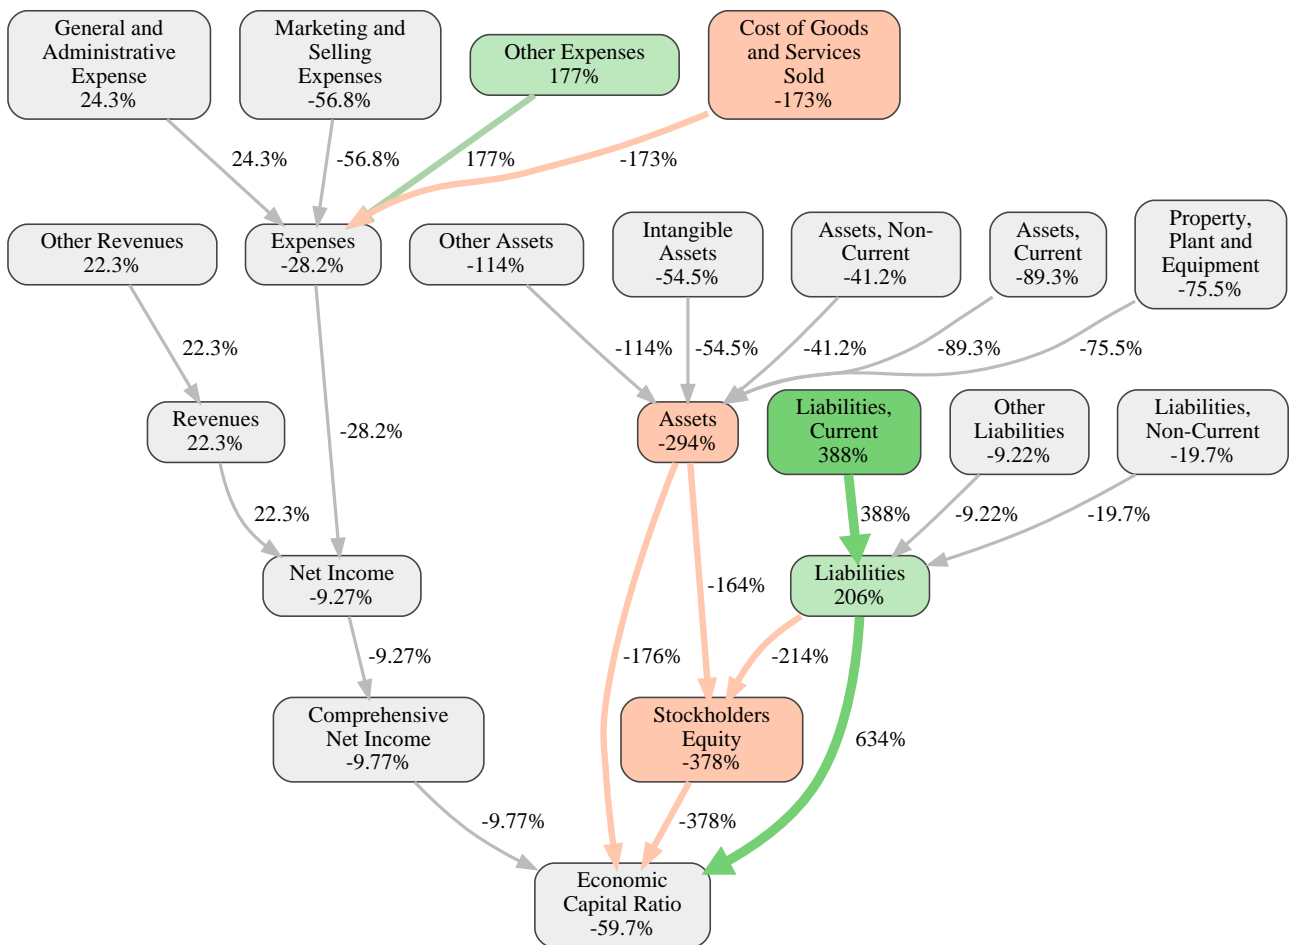 General and
Administrative
Expense
24.3%
Marketing and
Selling
Expenses
-56.8%
Other Expenses
177%
Cost of Goods
and Services
Sold
-173%
24.3%
-56.8%
177%
-173%
Other Revenues
22.3%
Expenses
-28.2%
Other Assets
-114%
Intangible
Assets
-54.5%
Assets, Non-
Current
-41.2%
Assets,
Current
-89.3%
Property,
Plant and
Equipment
-75.5%
22.3%
-114%
-54.5%
-41.2%
-89.3%
-75.5%
Revenues
22.3%
-28.2%
Assets
-294%
Liabilities,
Current
388%
Other
Liabilities
-9.22%
Liabilities,
Non-Current
-19.7%
22.3%
388%
-9.22%
-19.7%
Net Income
-9.27%
-164%
Liabilities
206%
-9.27%
-176%
-214%
Comprehensive
Net Income
-9.77%
Stockholders
Equity
-378%
634%
-9.77%
-378%
Economic
Capital Ratio
-59.7%